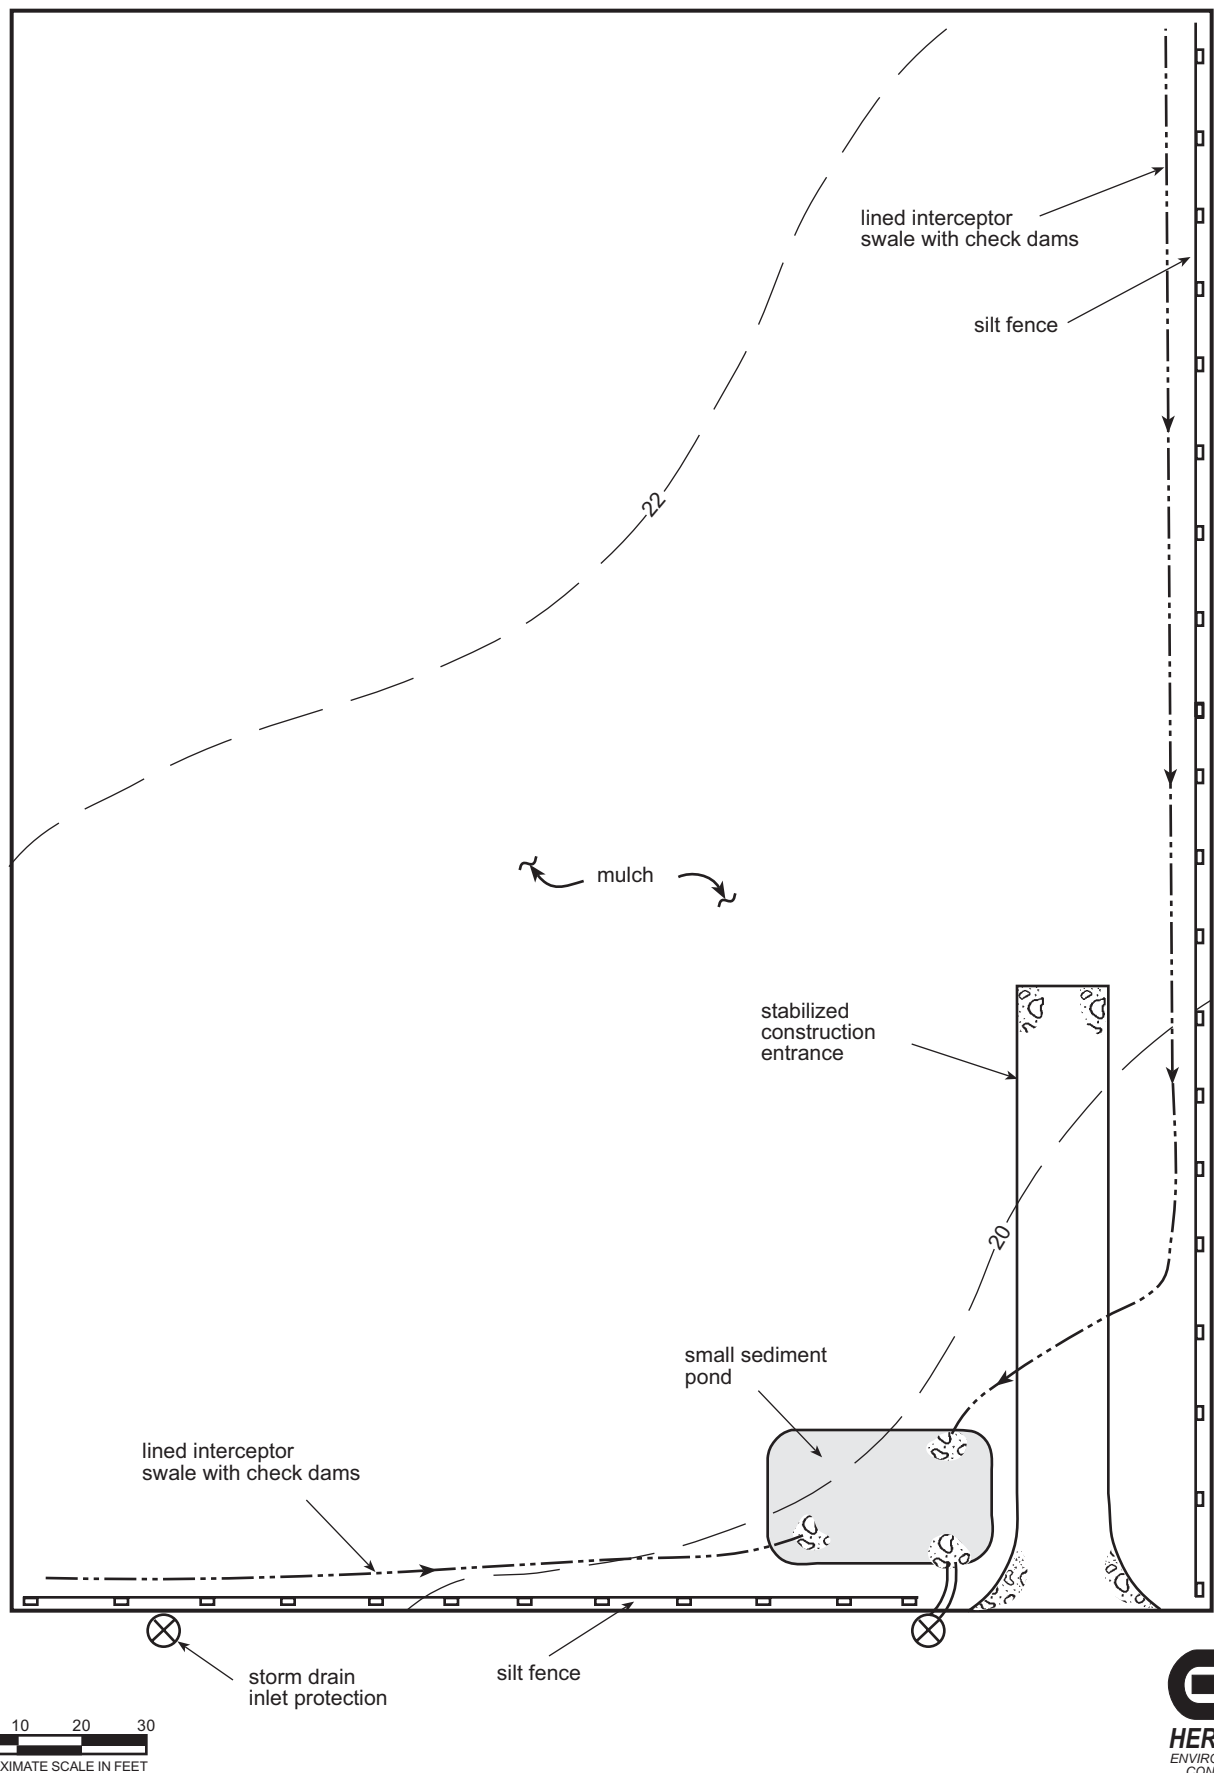 lined interceptor
swale with check dams
silt fence
22
mulch
stabilized
construction
entrance
20
small sediment
pond
lined interceptor
swale with check dams
storm drain
inlet protection
silt fence
10 20 30
XIMATE SCALE IN FEET
HER
ENVIRO
CON